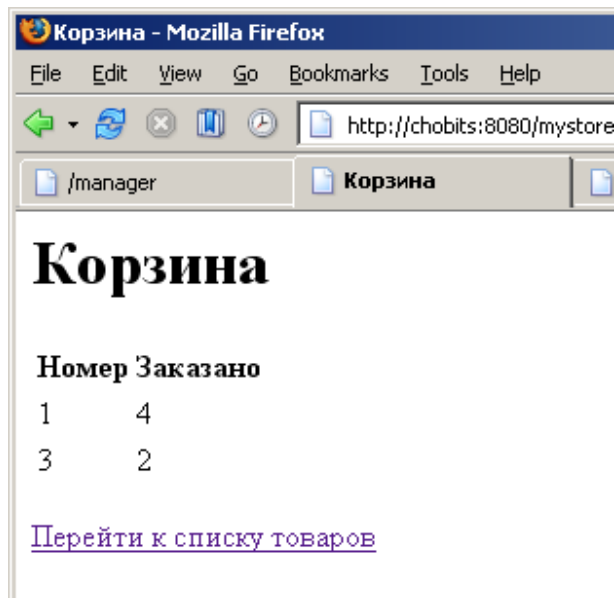 Корзина - Mozilla Firefox
File Edit View Go Bookmarks Tools Help
http://chobits:8080/mystore
/manager Корзина
Корзина
Номер Заказано
1 4
3 2
Перейти к списку товаров